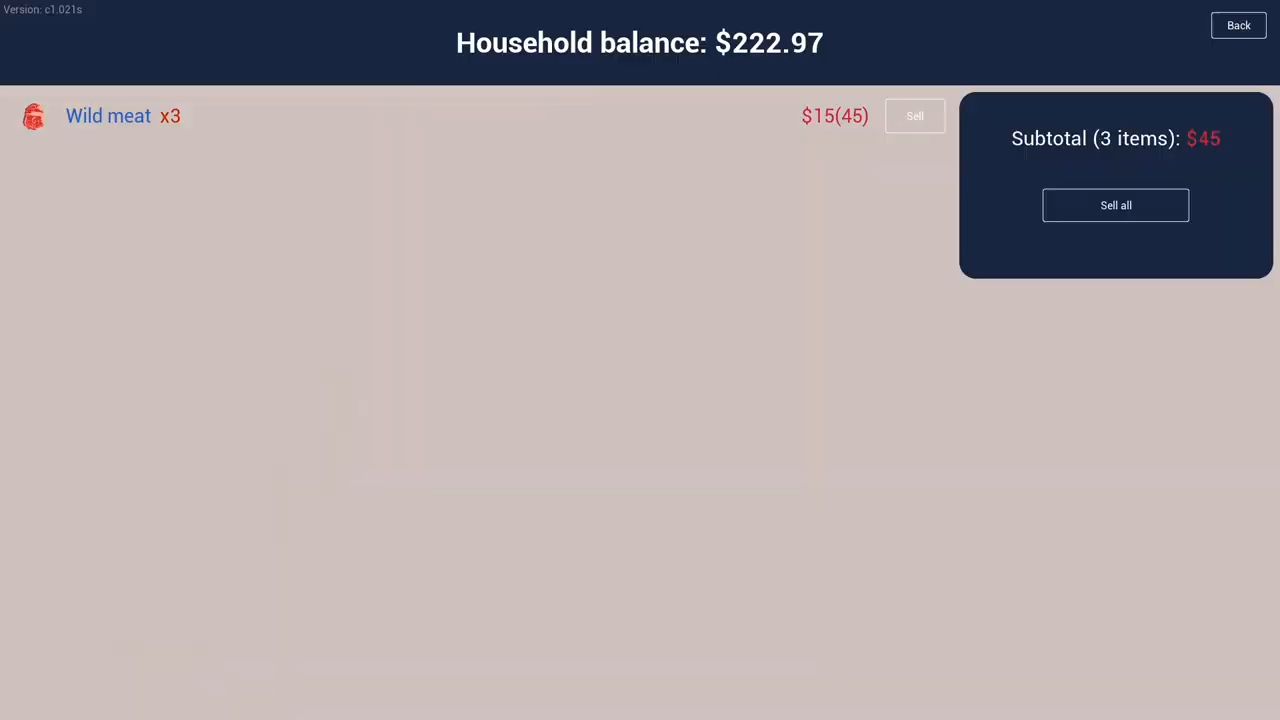 Version: c1.021s
Household balance: $222.97
Back
Wild meat x3 $15(45) Sell
Subtotal (3 items): $45
Sell all